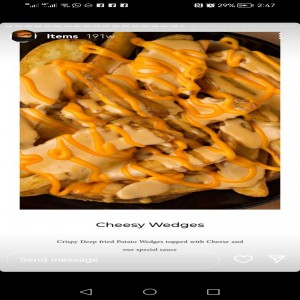 29% 2:47
Items 191w
Cheesy Wedges
Crispy Deep fried Potato Wedges topped with Cheese and
our special sauce
Send message